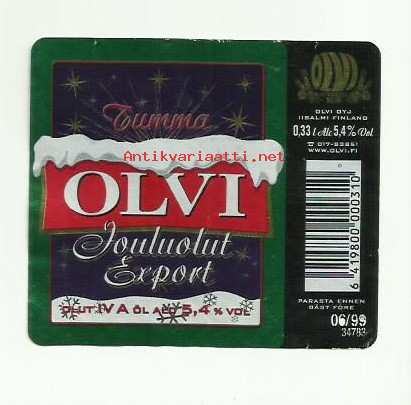 Tumma
Antikvariaatti.net
OLVI
Jouluolut
Export
OLUT IV A ÖL ALC 5,4 % VOL
OLVI
OLVI OYJ
IISALMI FINLAND
0,33 l Alc 5,4 % Vol
☎ 017-83851
WWW.OLVI.FI
6 419800 000310
PARASTA ENNEN
BÄST FÖRE
06/99
34783